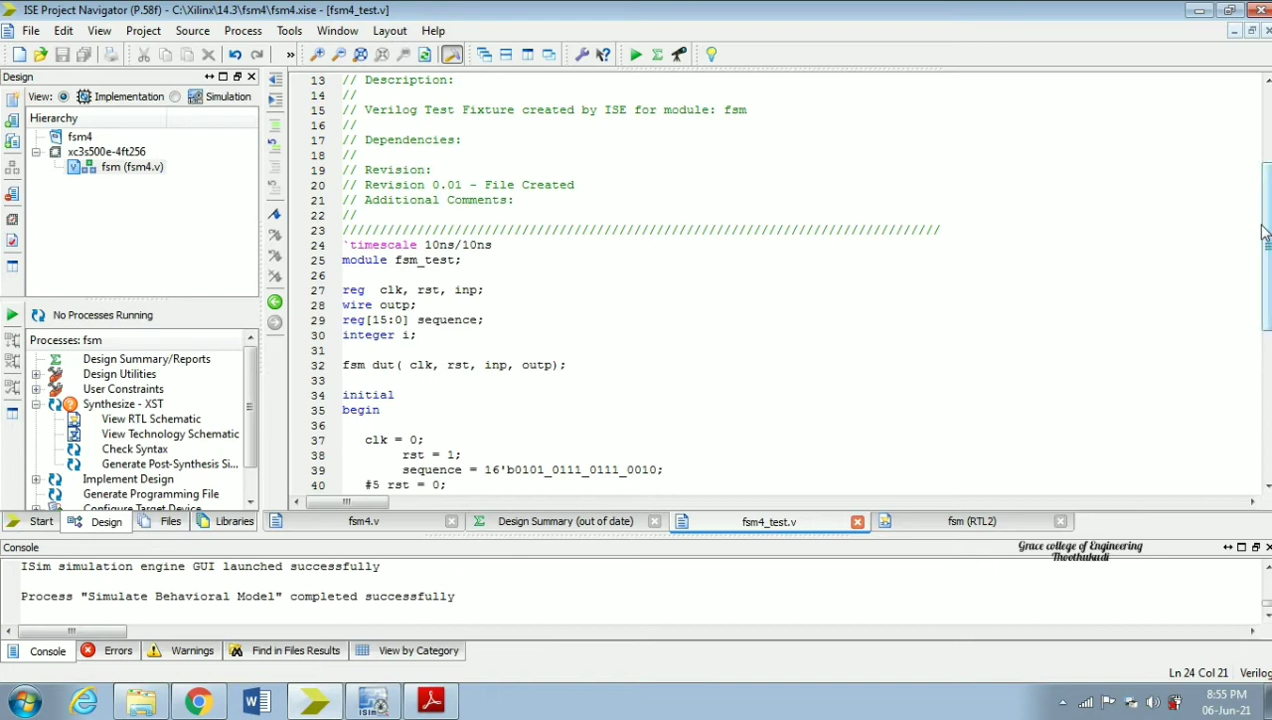 ISE Project Navigator (P.58f) - C:\Xilinx\14.3\fsm4\fsm4.xise - [fsm4_test.v]
File Edit View Project Source Process Tools Window Layout Help
Design
View: Implementation Simulation
Hierarchy
fsm4
xc3s500e-4ft256
fsm (fsm4.v)
No Processes Running
Processes: fsm
Design Summary/Reports
Design Utilities
User Constraints
Synthesize - XST
View RTL Schematic
View Technology Schematic
Check Syntax
Generate Post-Synthesis Si...
Implement Design
Generate Programming File
Configure Target Device
13 // Description:
14 //
15 // Verilog Test Fixture created by ISE for module: fsm
16 //
17 // Dependencies:
18 //
19 // Revision:
20 // Revision 0.01 - File Created
21 // Additional Comments:
22 //
23 ////////////////////////////////////////////////////////////////////////////////
24 `timescale 10ns/10ns
25 module fsm_test;
26
27 reg clk, rst, inp;
28 wire outp;
29 reg[15:0] sequence;
30 integer i;
31
32 fsm dut( clk, rst, inp, outp);
33
34 initial
35 begin
36
37 clk = 0;
38 rst = 1;
39 sequence = 16'b0101_0111_0111_0010;
40 #5 rst = 0;
Start Design Files Libraries
fsm4.v Design Summary (out of date) fsm4_test.v fsm (RTL2)
Console
Grace college of Engineering
Thoothukudi
ISim simulation engine GUI launched successfully
Process "Simulate Behavioral Model" completed successfully
Console Errors Warnings Find in Files Results View by Category
Ln 24 Col 21 Verilog
8:55 PM
06-Jun-21